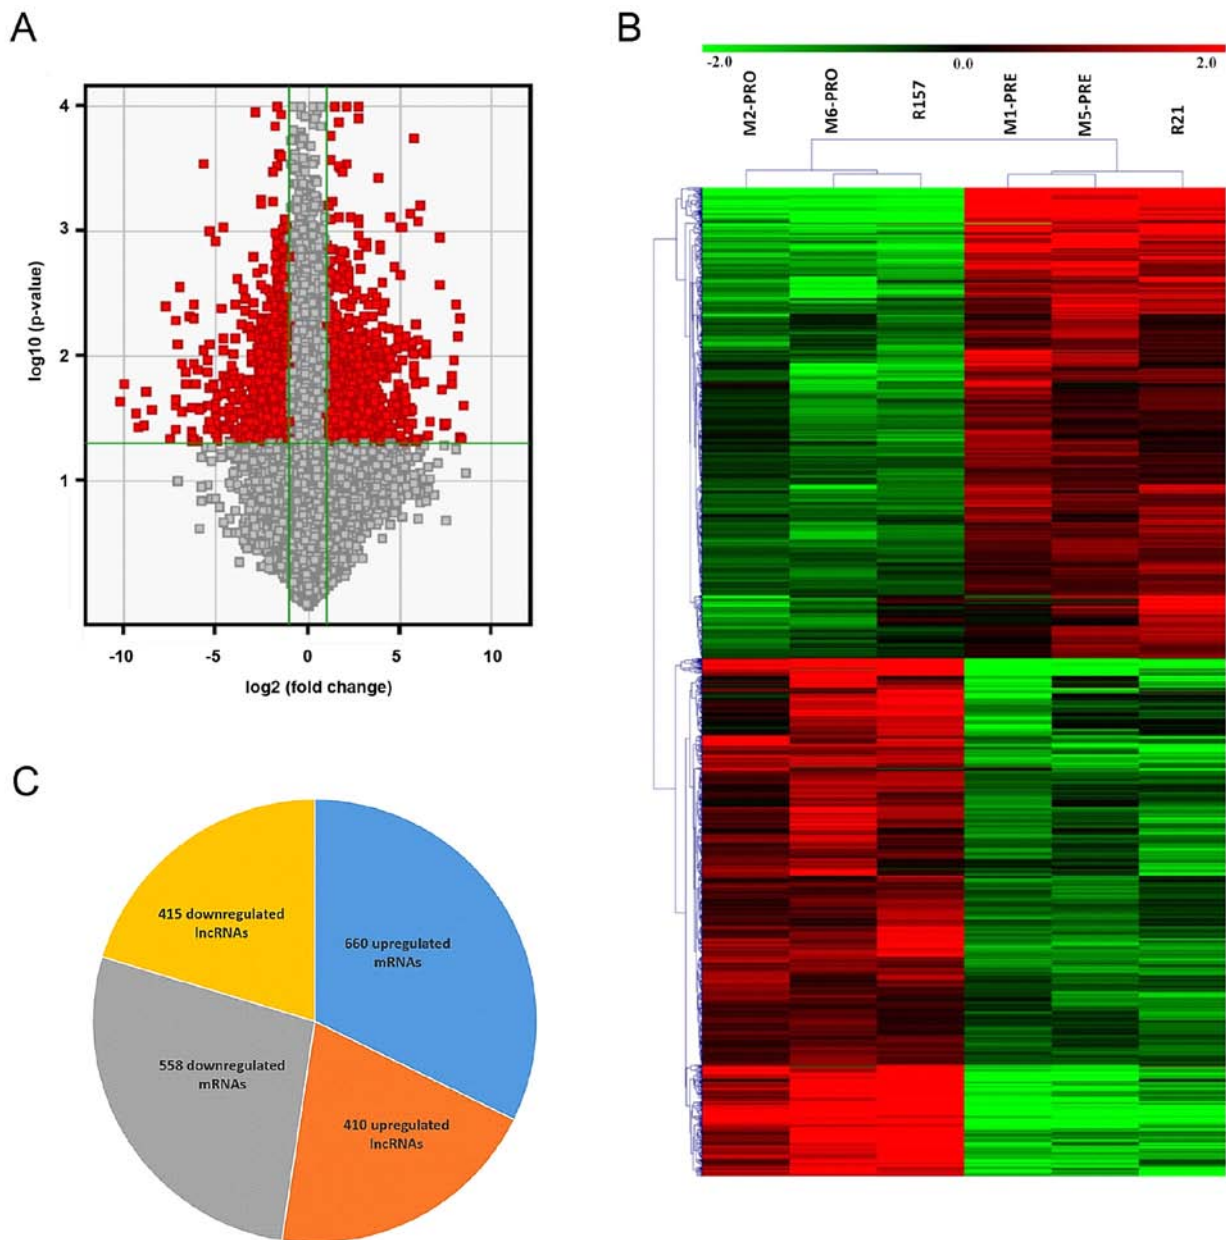 A
4
3
2
1
log10 (p-value)
-10
-5
0
5
10
log2 (fold change)
B
-2.0
0.0
2.0
M2-PRO
M6-PRO
R157
M1-PRE
M5-PRE
R21
C
415 downregulated
lncRNAs
660 upregulated
mRNAs
558 downregulated
mRNAs
410 upregulated
lncRNAs